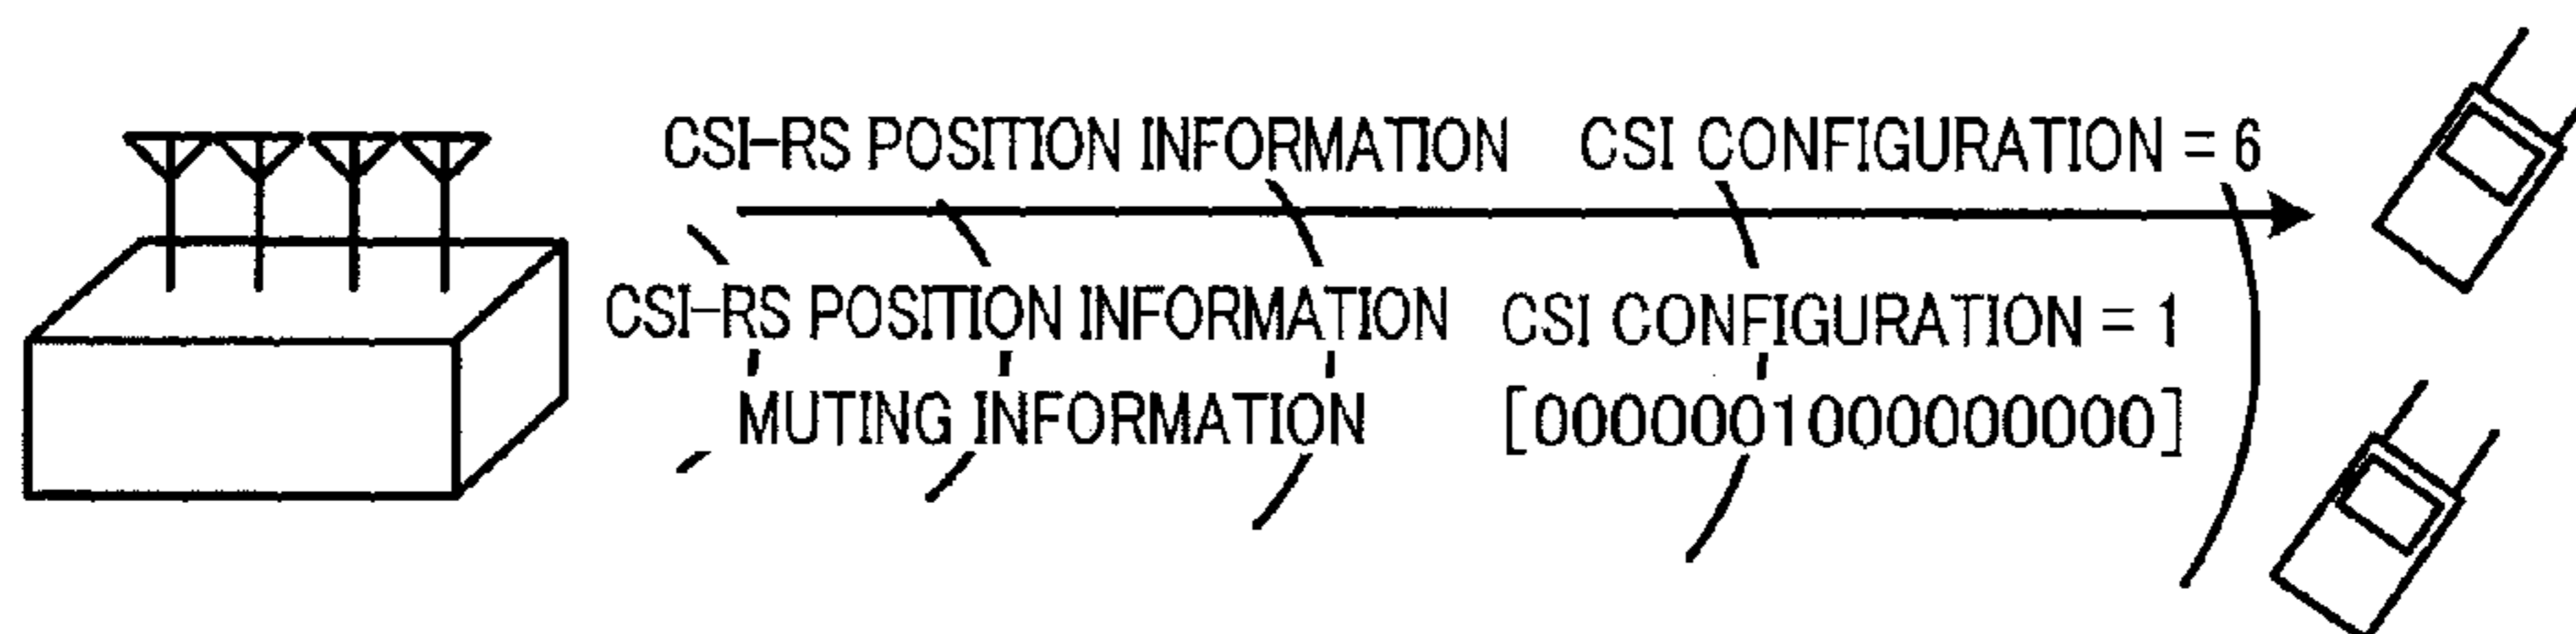 CSI-RS POSITION INFORMATION CSI CONFIGURATION = 6
CSI-RS POSITION INFORMATION CSI CONFIGURATION = 1
MUTING INFORMATION [0000001000000000]